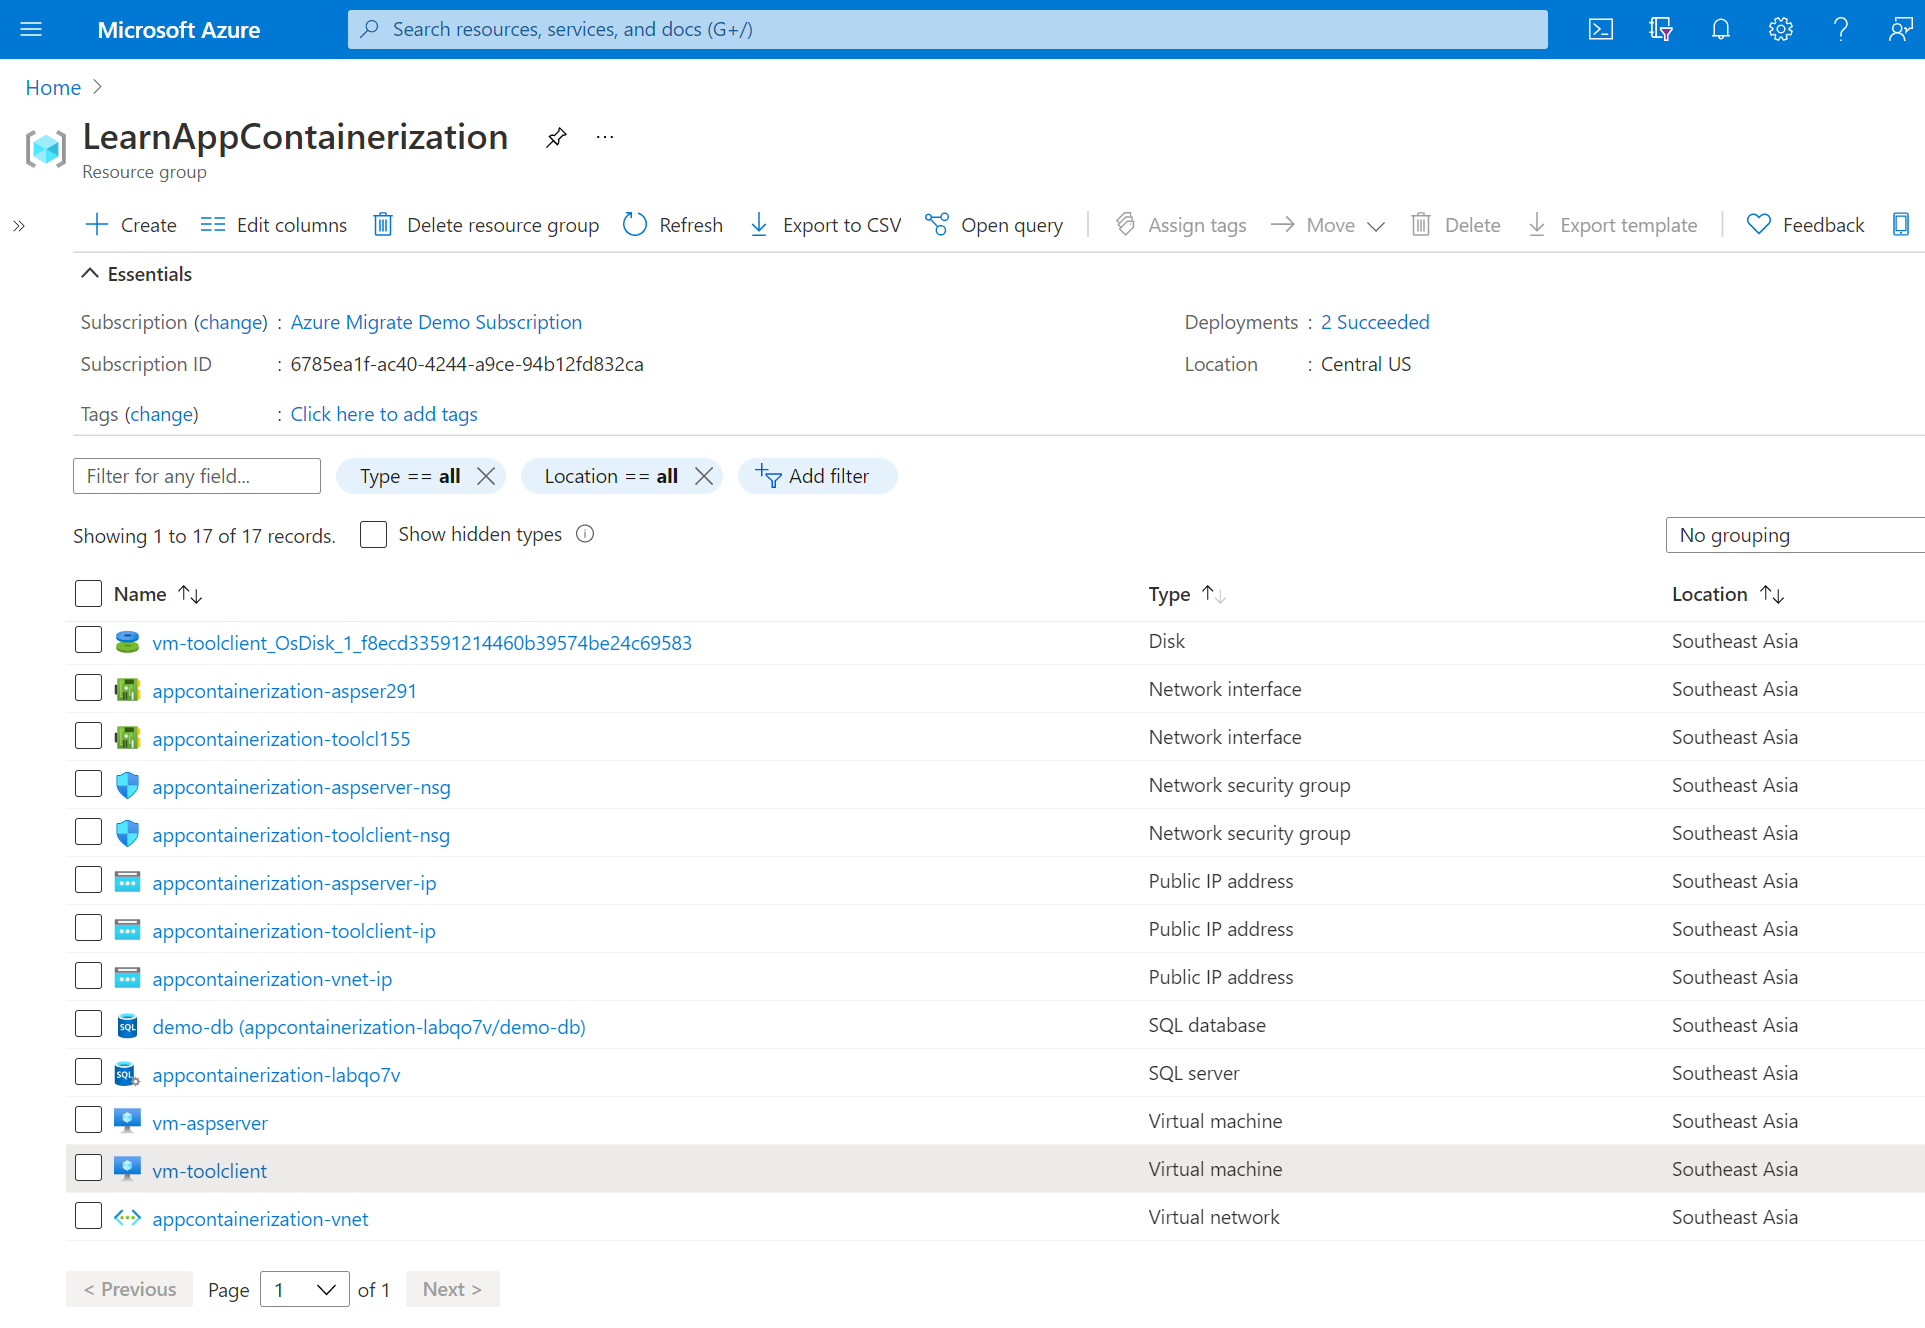 Microsoft Azure
Search resources, services, and docs (G+/)
Home
LearnAppContainerization
Resource group
Create Edit columns Delete resource group Refresh Export to CSV Open query Assign tags Move Delete Export template Feedback
Essentials
Subscription (change) : Azure Migrate Demo Subscription
Deployments : 2 Succeeded
Subscription ID : 6785ea1f-ac40-4244-a9ce-94b12fd832ca
Location : Central US
Tags (change) : Click here to add tags
Filter for any field... Type == all Location == all Add filter
Showing 1 to 17 of 17 records. Show hidden types No grouping
Name Type Location
vm-toolclient_OsDisk_1_f8ecd33591214460b39574be24c69583 Disk Southeast Asia
appcontainerization-aspser291 Network interface Southeast Asia
appcontainerization-toolcl155 Network interface Southeast Asia
appcontainerization-aspserver-nsg Network security group Southeast Asia
appcontainerization-toolclient-nsg Network security group Southeast Asia
appcontainerization-aspserver-ip Public IP address Southeast Asia
appcontainerization-toolclient-ip Public IP address Southeast Asia
appcontainerization-vnet-ip Public IP address Southeast Asia
demo-db (appcontainerization-labqo7v/demo-db) SQL database Southeast Asia
appcontainerization-labqo7v SQL server Southeast Asia
vm-aspserver Virtual machine Southeast Asia
vm-toolclient Virtual machine Southeast Asia
appcontainerization-vnet Virtual network Southeast Asia
< Previous Page 1 of 1 Next >